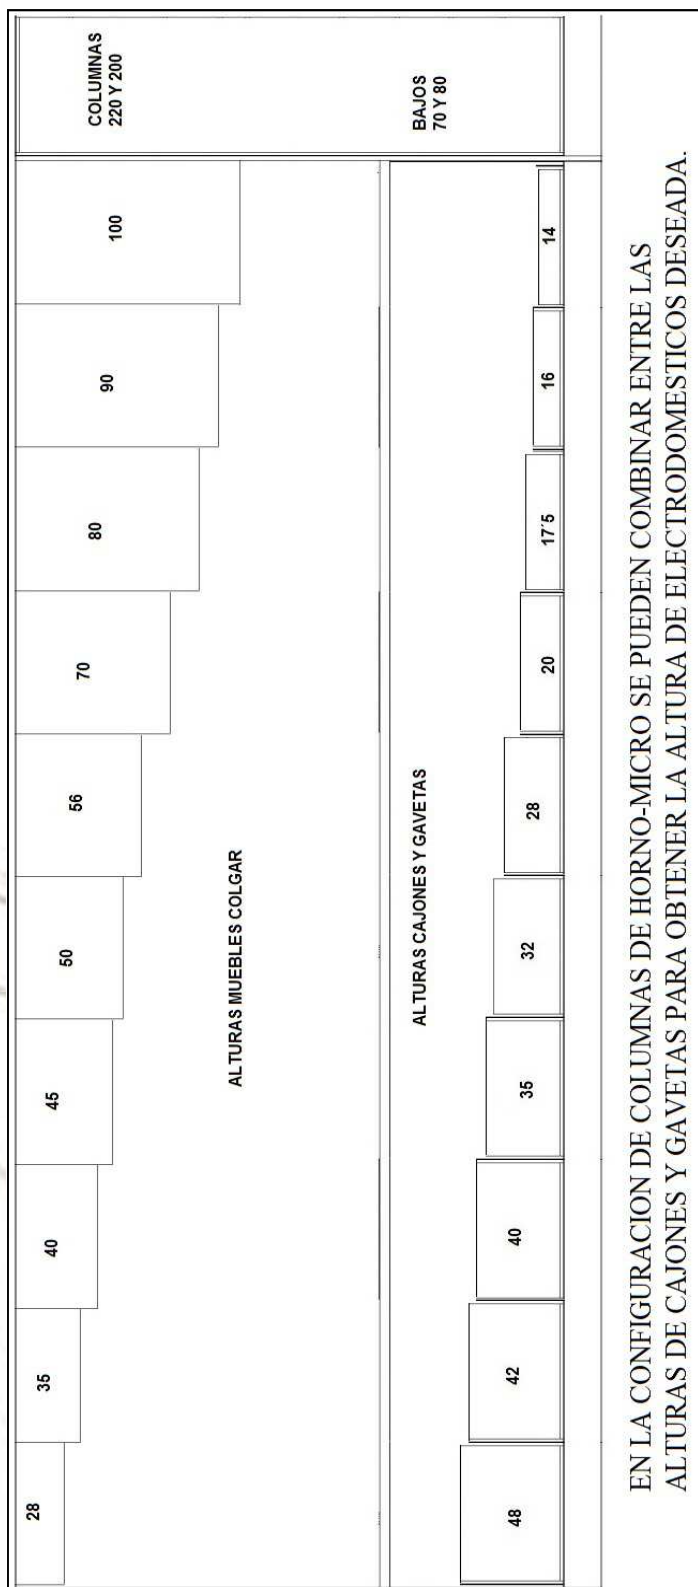 28
35
40
45
50
56
70
80
90
100
COLUMNAS
220 Y 200
ALTURAS MUEBLES COLGAR
ALTURAS CAJONES Y GAVETAS
BAJOS
70 Y 80
48
42
40
35
32
28
20
17´5
16
14
EN LA CONFIGURACION DE COLUMNAS DE HORNO-MICRO SE PUEDEN COMBINAR ENTRE LAS
ALTURAS DE CAJONES Y GAVETAS PARA OBTENER LA ALTURA DE ELECTRODOMESTICOS DESEADA.